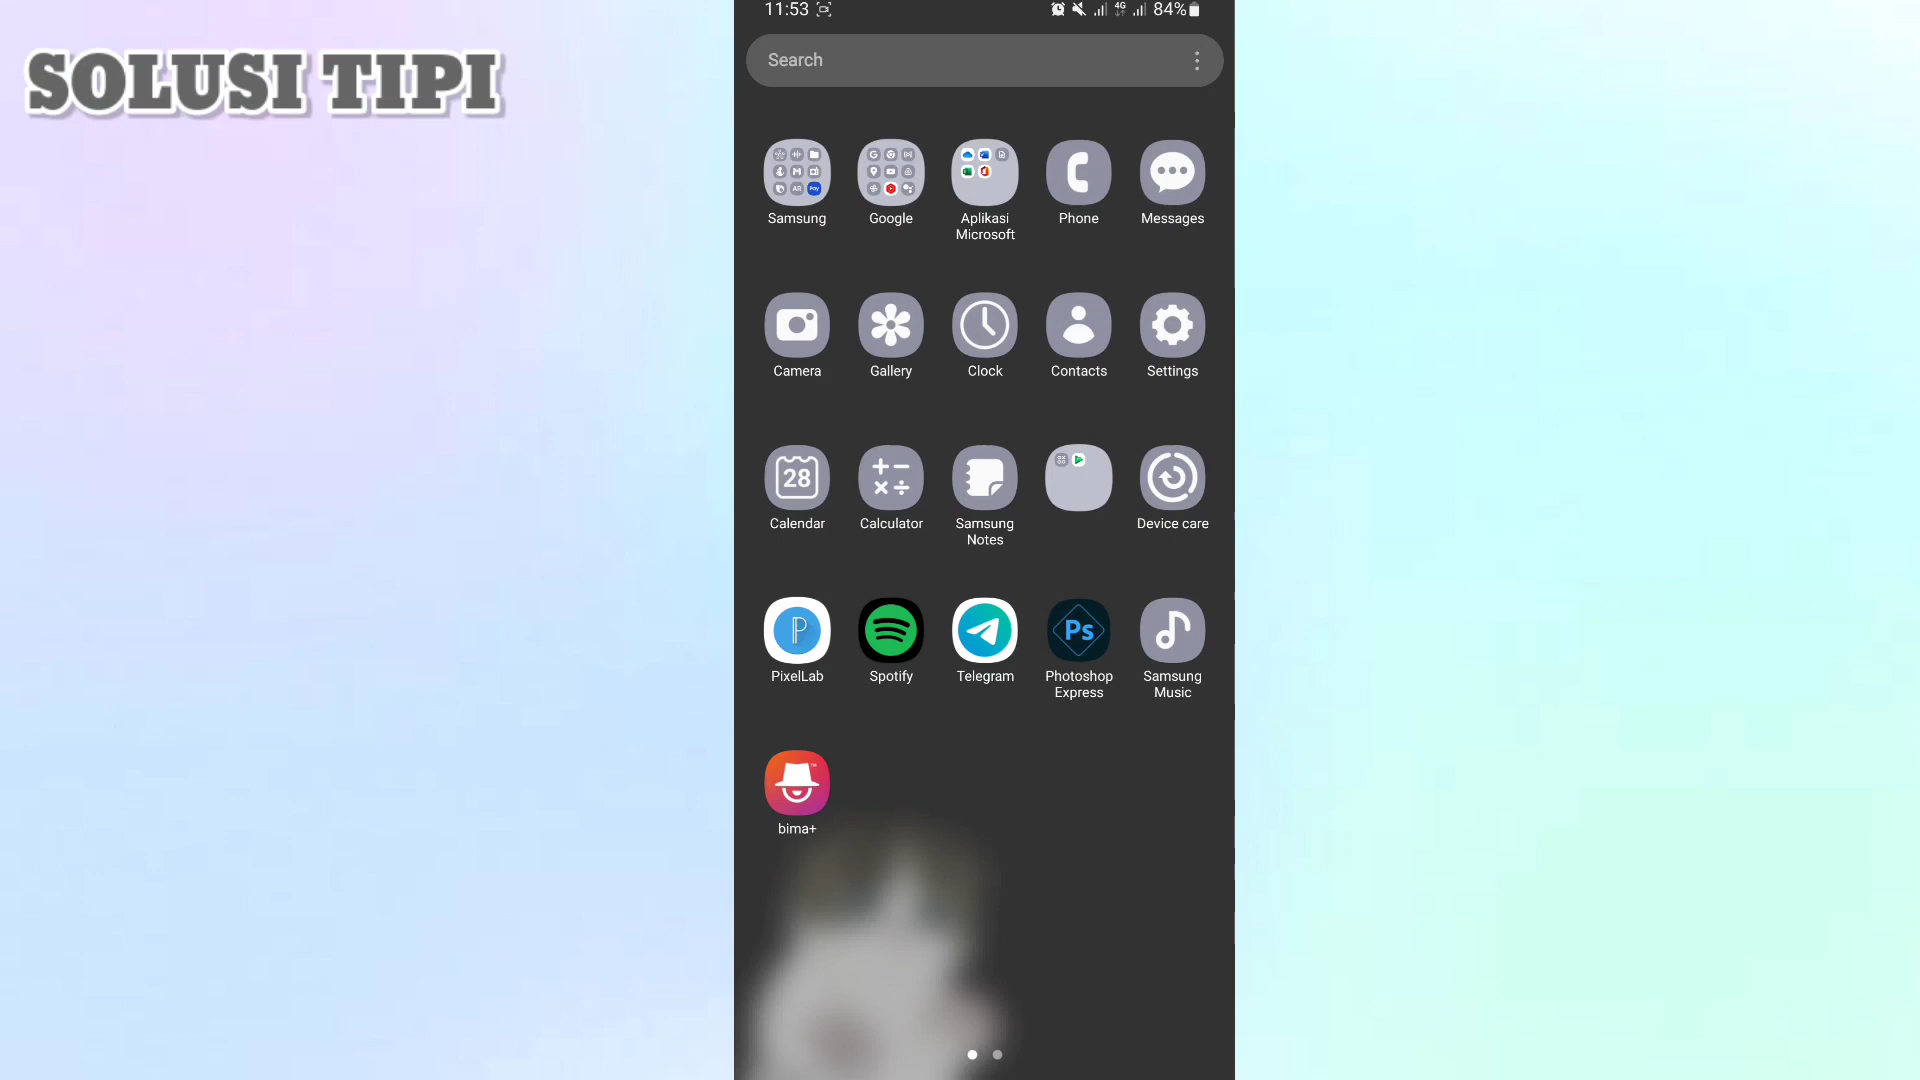 SOLUSI TIPI
11:53
4G
84%
Search
Samsung
Google
Aplikasi
Microsoft
Phone
Messages
Camera
Gallery
Clock
Contacts
Settings
28
Calendar
Calculator
Samsung
Notes
Device care
PixelLab
Spotify
Telegram
Ps
Photoshop
Express
Samsung
Music
bima+